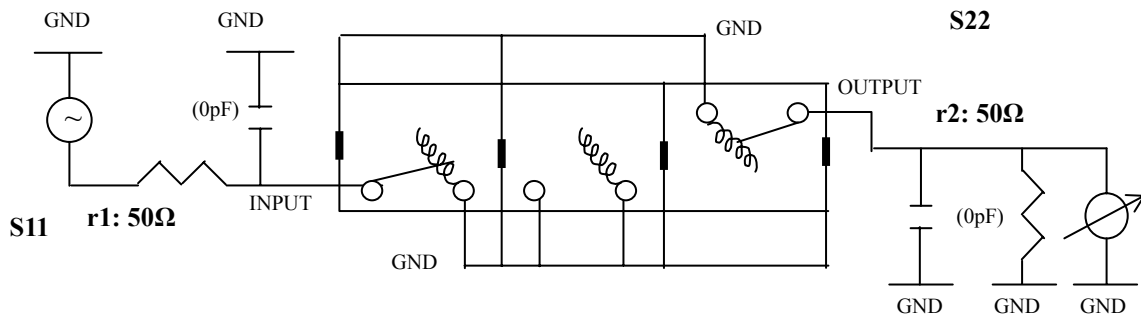 GND
GND
S22
GND
(0pF)
~
OUTPUT
r2: 50Ω
INPUT
r1: 50Ω
S11
(0pF)
GND
GND
GND
GND